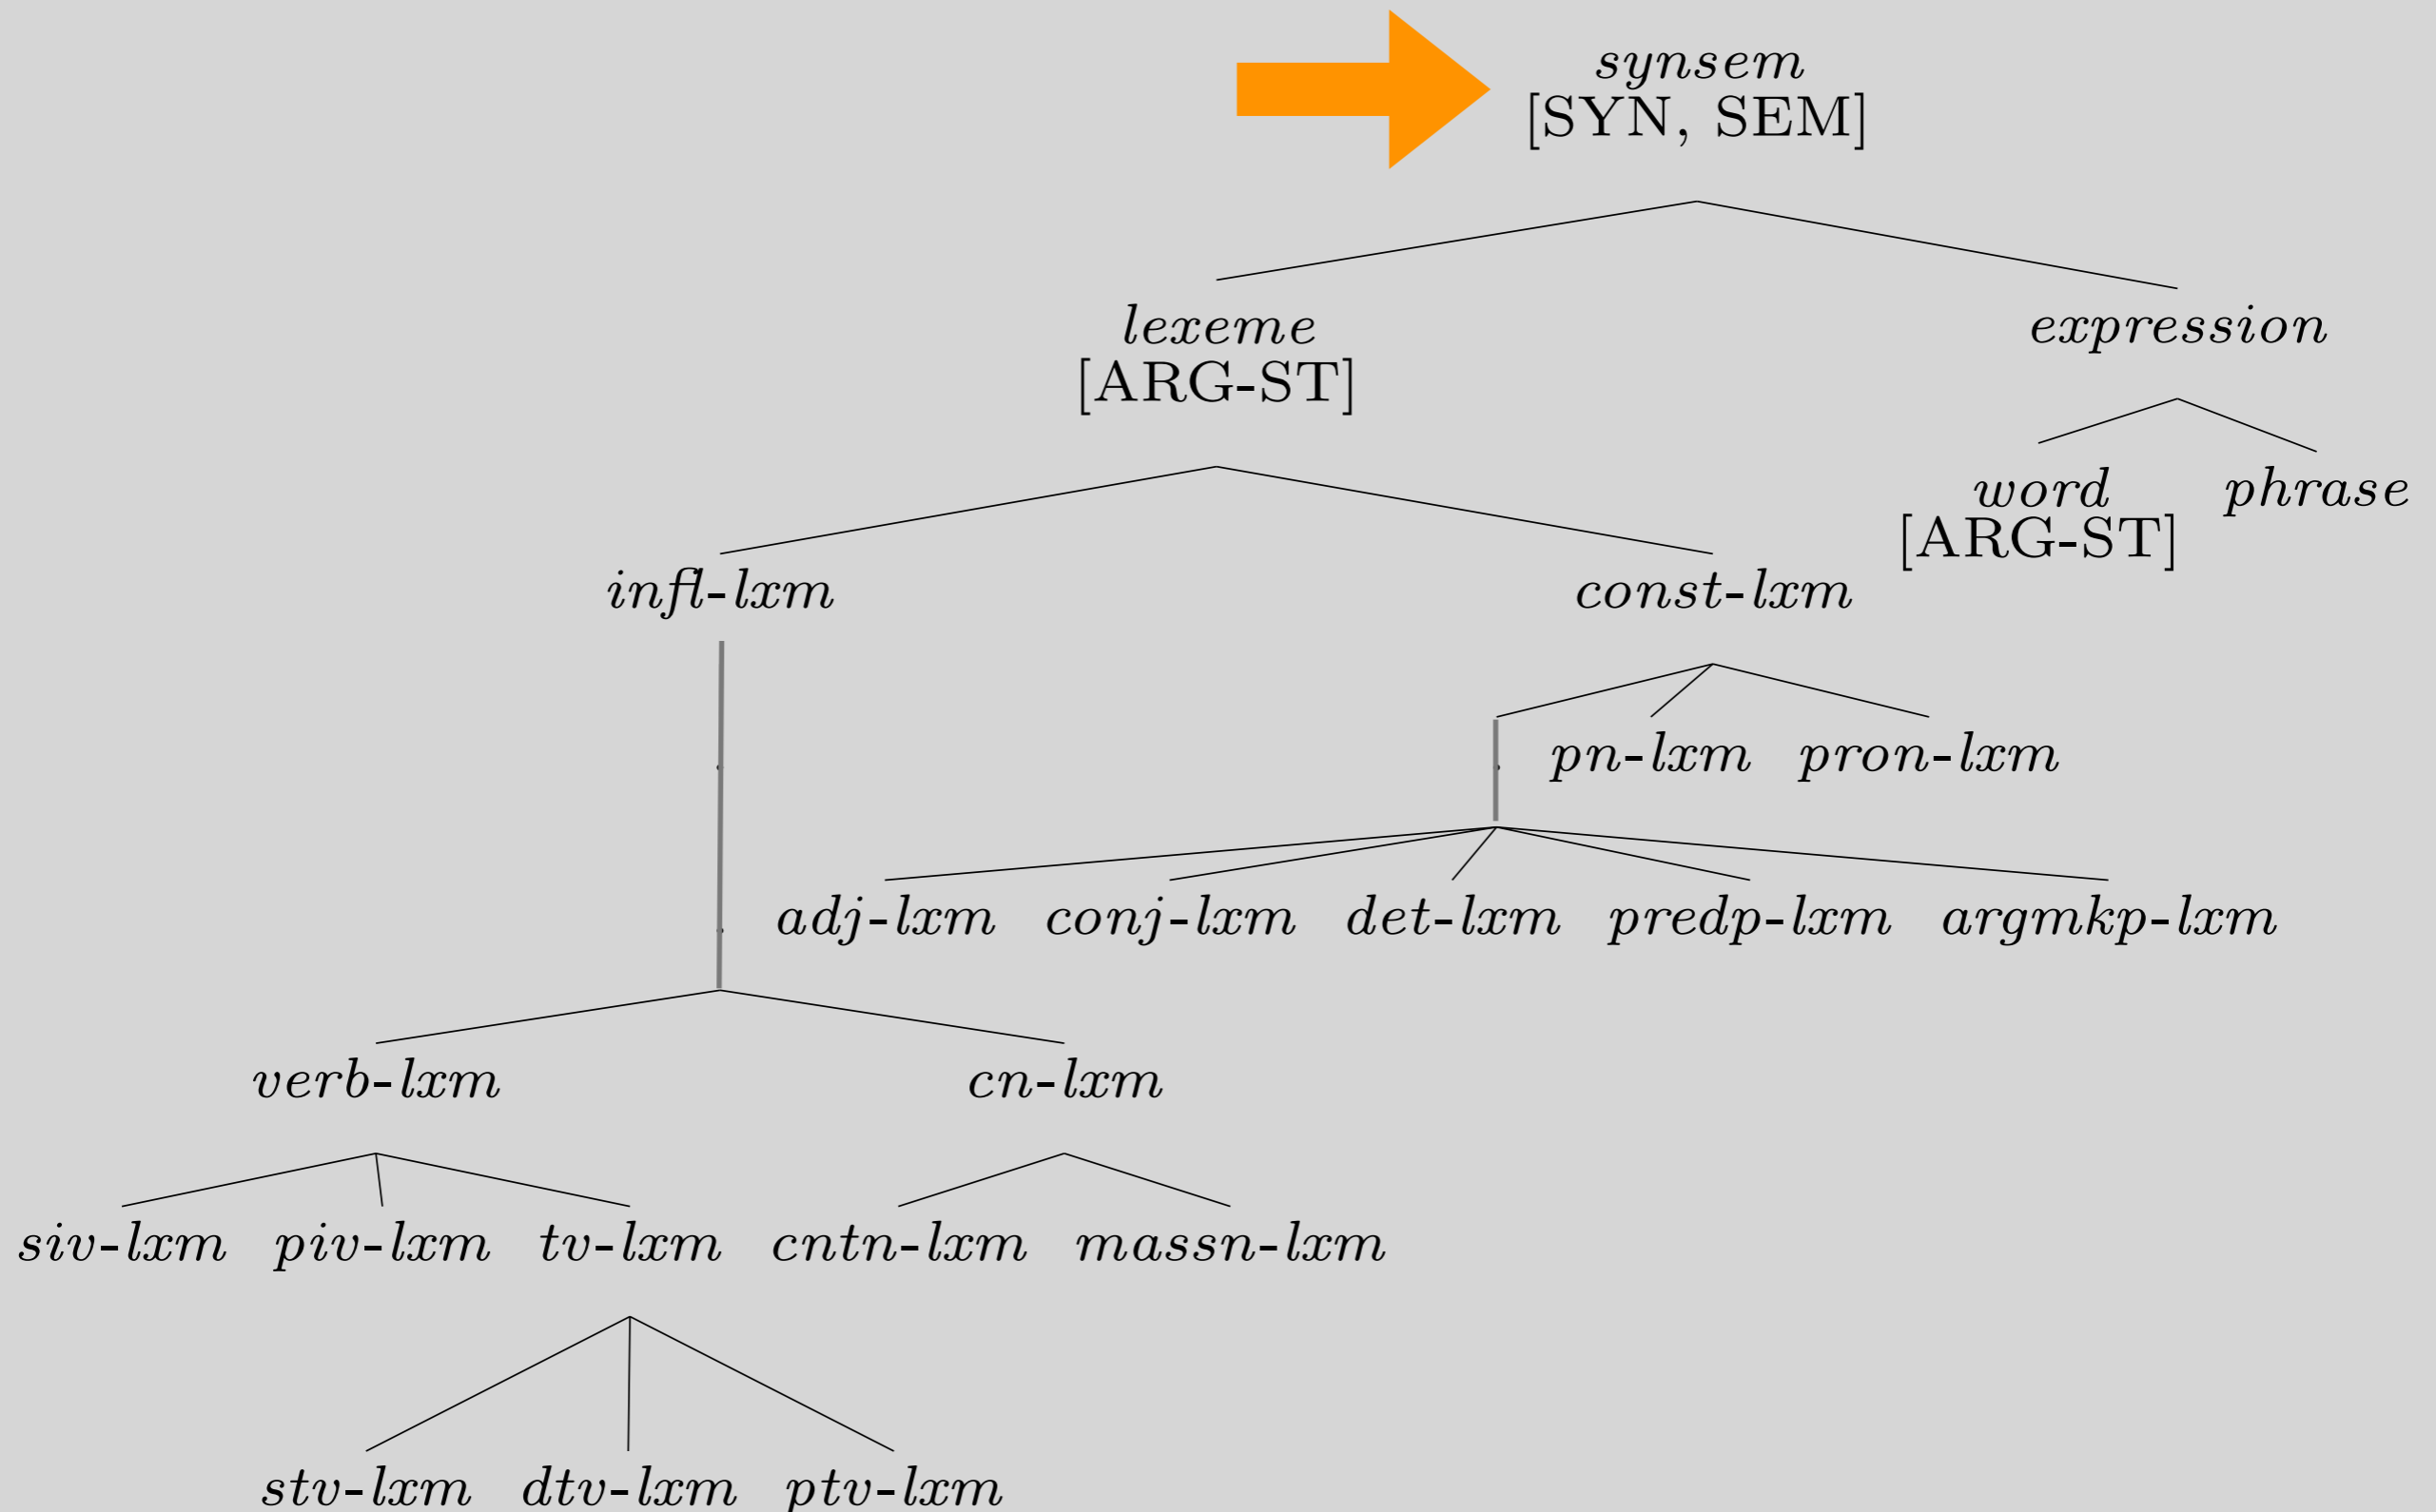 synsem
[SYN, SEM]
lexeme
[ARG-ST]
expression
word
[ARG-ST]
phrase
infl-lxm
const-lxm
pn-lxm pron-lxm
adj-lxm conj-lxm det-lxm predp-lxm argmkp-lxm
verb-lxm cn-lxm
siv-lxm piv-lxm tv-lxm cntn-lxm massn-lxm
stv-lxm dtv-lxm ptv-lxm